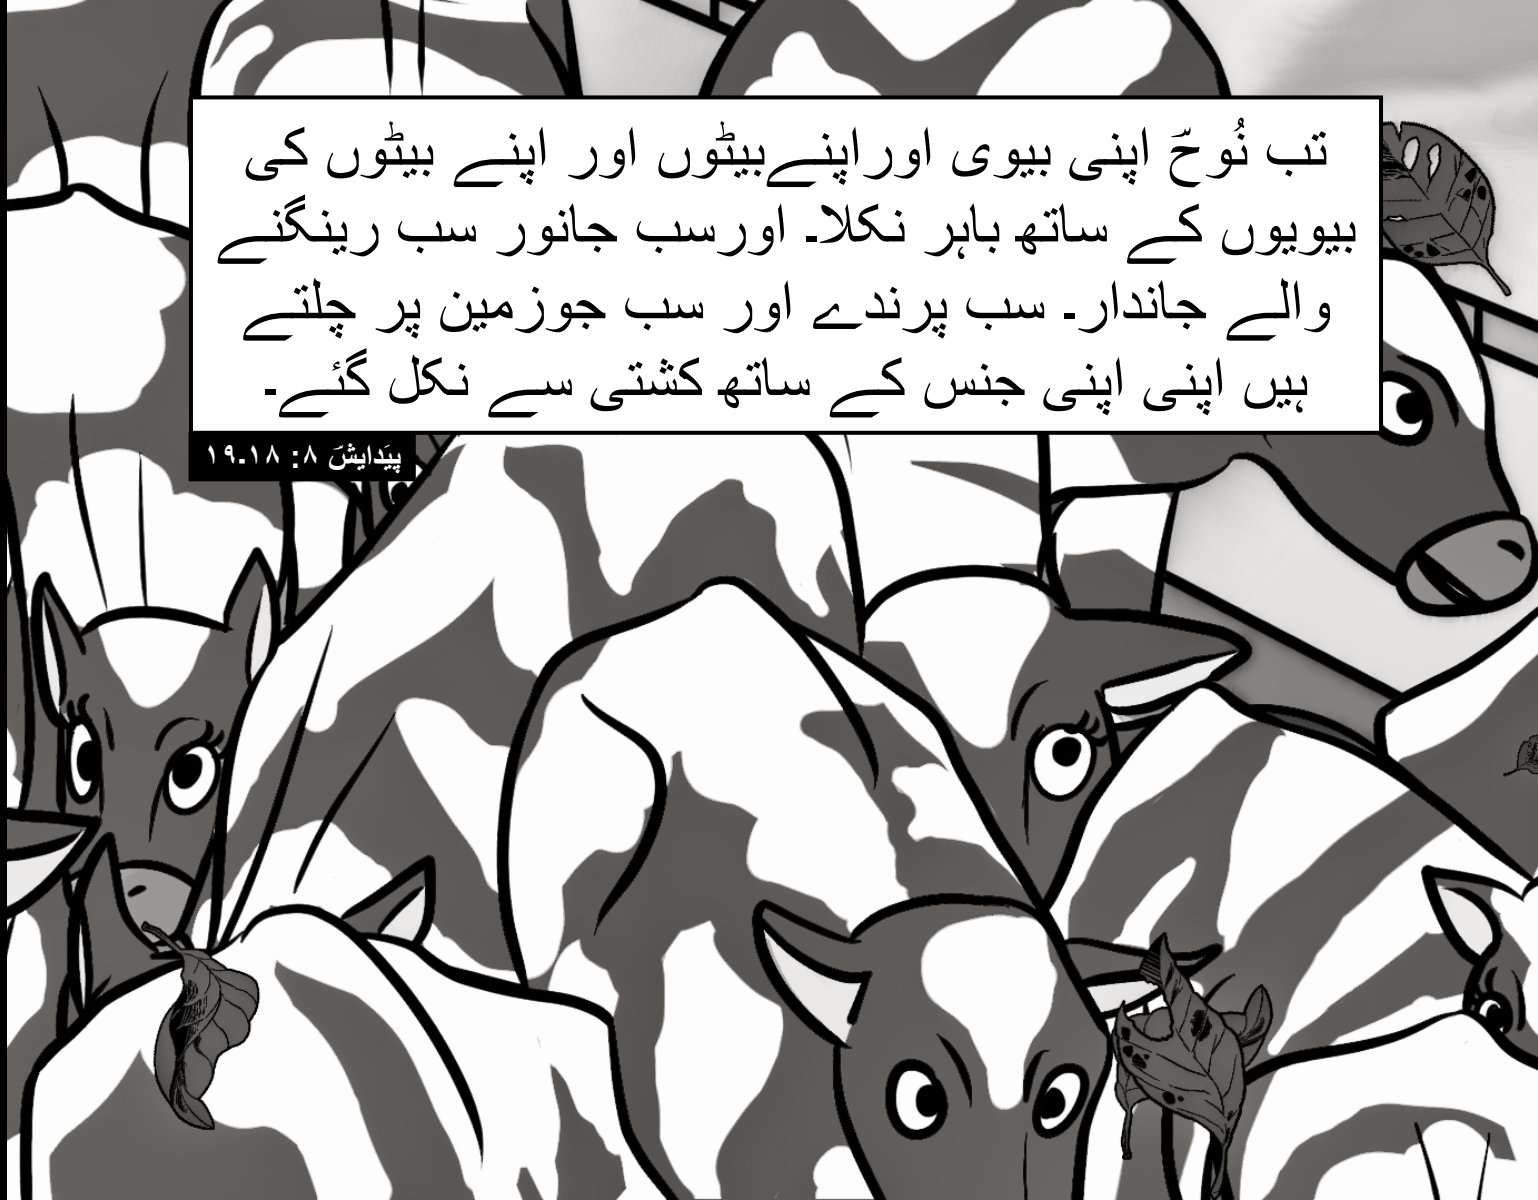 تب نُوحؔ اپنی بیوی اوراپنےبیٹوں اور اپنے بیٹوں کی
بیویوں کے ساتھ باہر نکلا۔ اورسب جانور سب رینگنے
والے جاندار۔ سب پرندے اور سب جوزمین پر چلتے
ہیں اپنی اپنی جنس کے ساتھ کشتی سے نکل گئے۔
پیَدایشؔ ۸: ۱۹.۱۸